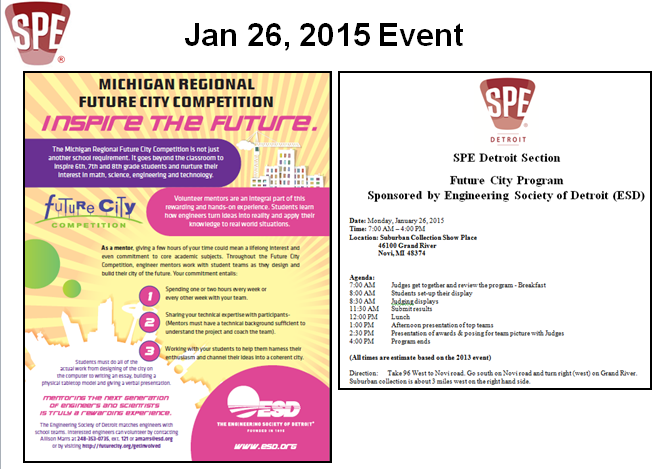 SPE
®
Jan 26, 2015 Event
MICHIGAN REGIONAL
FUTURE CITY COMPETITION
INSPIRE THE FUTURE.
The Michigan Regional Future City Competition is not just
another school requirement. It goes beyond the classroom to
inspire 6th, 7th and 8th grade students and nurture their
interest in math, science, engineering and technology.
Volunteer mentors are an integral part of this
rewarding and hands-on experience. Students learn
how engineers turn ideas into reality and apply their
knowledge to real world situations.
future city
COMPETITION
As a mentor, giving a few hours of your time could mean a lifelong interest and
even commitment to core academic subjects. Throughout the Future City
Competition, engineer mentors work with student teams as they design and
build their city of the future. Your commitment entails:
1
Spending one or two hours every week or
every other week with your team.
2
Sharing your technical expertise with participants-
(Mentors must have a technical background sufficient to
understand the project and coach the team).
3
Working with students to help them harness their
enthusiasm and channel their ideas into a coherent city.
Students must do all of the
actual work from designing of the city on
the computer to writing an essay, building a
physical tabletop model and giving a verbal presentation.
MENTORING THE NEXT GENERATION
OF ENGINEERS AND SCIENTISTS
IS TRULY A REWARDING EXPERIENCE.
The Engineering Society of Detroit matches engineers with
school teams. Interested engineers can volunteer by contacting
Allison Marrs at 248-353-0735, ext. 121 or amarrs@esd.org
or by visiting http://futurecity.org/getinvolved
ESD
THE ENGINEERING SOCIETY OF DETROIT
FOUNDED IN 1895
www.esd.org
SPE
DETROIT
SPE Detroit Section
Future City Program
Sponsored by Engineering Society of Detroit (ESD)
Date: Monday, January 26, 2015
Time: 7:00 AM – 4:00 PM
Location: Suburban Collection Show Place
46100 Grand River
Novi, MI 48374
Agenda:
7:00 AM Judges get together and review the program - Breakfast
8:00 AM Students set-up their display
8:30 AM Judging displays
11:30 AM Submit results
12:00 PM Lunch
1:00 PM Afternoon presentation of top teams
2:30 PM Presentation of awards & posing for team picture with Judges
4:00 PM Program ends
(All times are estimate based on the 2013 event)
Direction: Take 96 West to Novi road. Go south on Novi road and turn right (west) on Grand River.
Suburban collection is about 3 miles west on the right hand side.